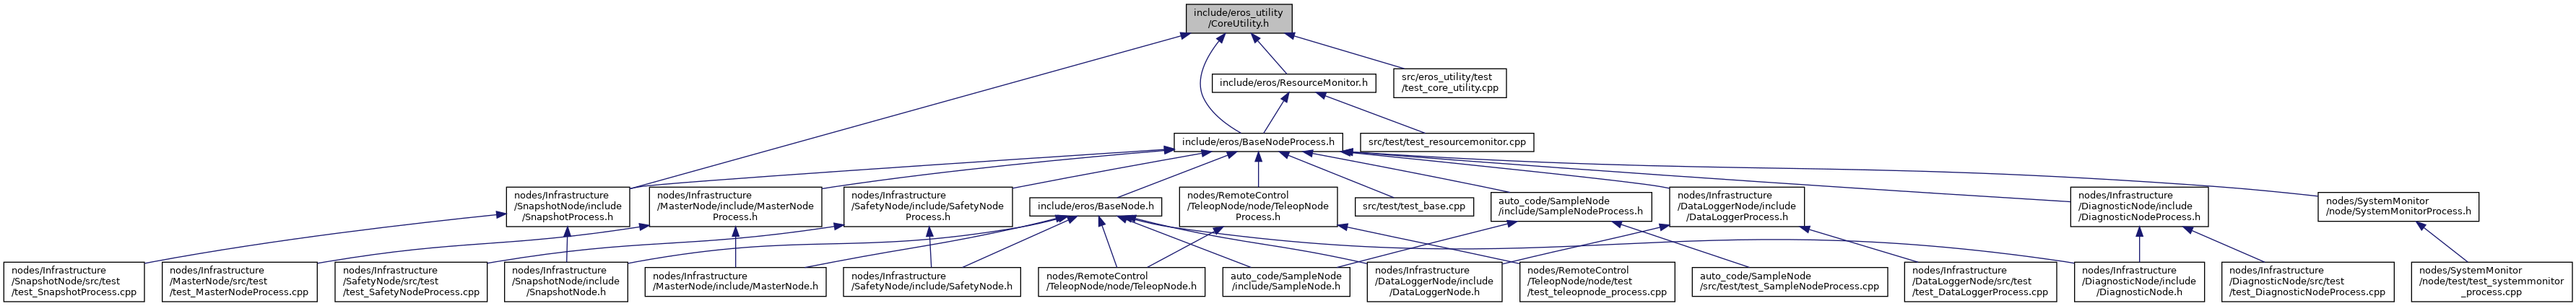 include/eros_utility
/CoreUtility.h
include/eros/ResourceMonitor.h
src/eros_utility/test
/test_core_utility.cpp
include/eros/BaseNodeProcess.h
src/test/test_resourcemonitor.cpp
nodes/Infrastructure
/SnapshotNode/include
/SnapshotProcess.h
nodes/Infrastructure
/MasterNode/include/MasterNode
Process.h
nodes/Infrastructure
/SafetyNode/include/SafetyNode
Process.h
include/eros/BaseNode.h
nodes/RemoteControl
/TeleopNode/node/TeleopNode
Process.h
src/test/test_base.cpp
auto_code/SampleNode
/include/SampleNodeProcess.h
nodes/Infrastructure
/DataLoggerNode/include
/DataLoggerProcess.h
nodes/Infrastructure
/DiagnosticNode/include
/DiagnosticNodeProcess.h
nodes/SystemMonitor
/node/SystemMonitorProcess.h
nodes/Infrastructure
/SnapshotNode/src/test
/test_SnapshotProcess.cpp
nodes/Infrastructure
/MasterNode/src/test
/test_MasterNodeProcess.cpp
nodes/Infrastructure
/SafetyNode/src/test
/test_SafetyNodeProcess.cpp
nodes/Infrastructure
/SnapshotNode/include
/SnapshotNode.h
nodes/Infrastructure
/MasterNode/include/MasterNode.h
nodes/Infrastructure
/SafetyNode/include/SafetyNode.h
nodes/RemoteControl
/TeleopNode/node/TeleopNode.h
auto_code/SampleNode
/include/SampleNode.h
nodes/Infrastructure
/DataLoggerNode/include
/DataLoggerNode.h
nodes/RemoteControl
/TeleopNode/node/test
/test_teleopnode_process.cpp
auto_code/SampleNode
/src/test/test_SampleNodeProcess.cpp
nodes/Infrastructure
/DataLoggerNode/src/test
/test_DataLoggerProcess.cpp
nodes/Infrastructure
/DiagnosticNode/include
/DiagnosticNode.h
nodes/Infrastructure
/DiagnosticNode/src/test
/test_DiagnosticNodeProcess.cpp
nodes/SystemMonitor
/node/test/test_systemmonitor
_process.cpp